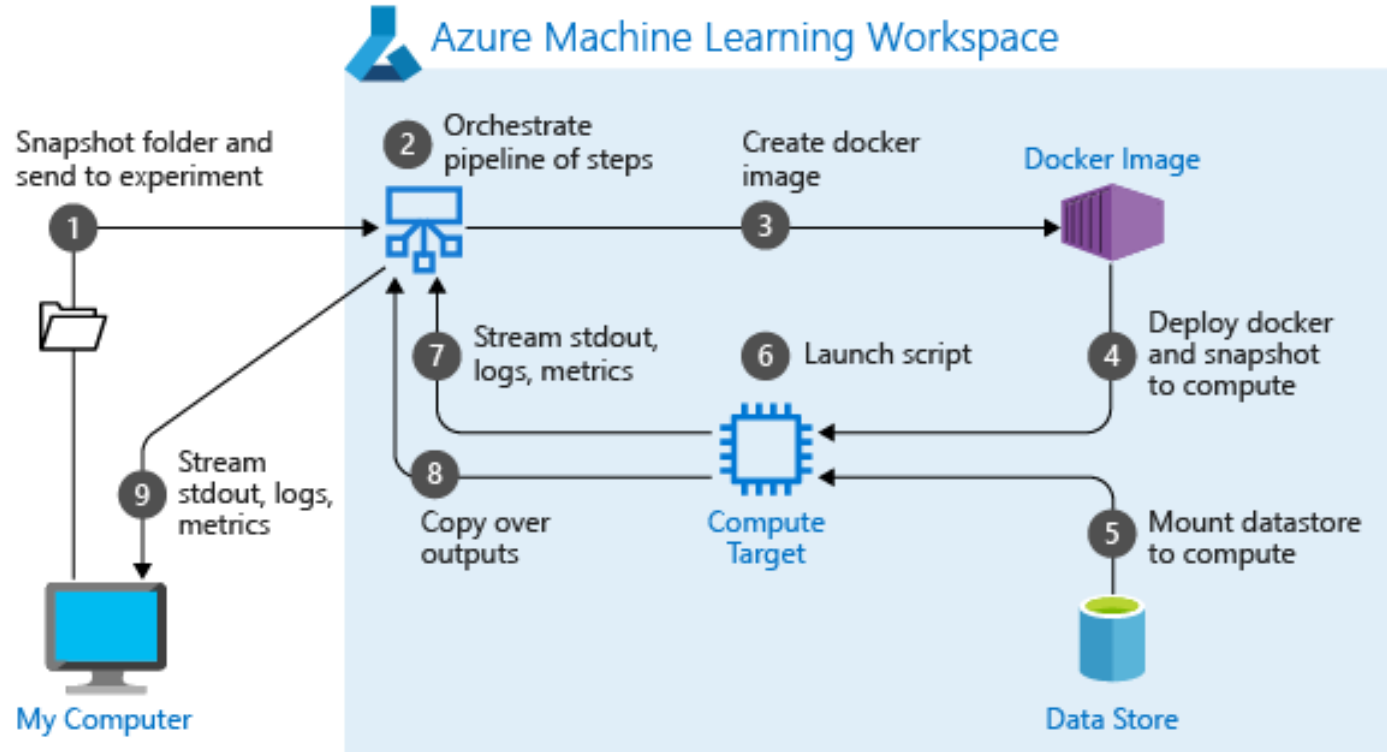 Azure Machine Learning Workspace
Snapshot folder and
send to experiment
1
2
Orchestrate
pipeline of steps
Create docker
image
3
Docker Image
Deploy docker
and snapshot
to compute
4
Stream stdout,
logs, metrics
7
6
Launch script
Stream
stdout, logs,
metrics
9
8
Copy over
outputs
Compute
Target
5
Mount datastore
to compute
My Computer
Data Store